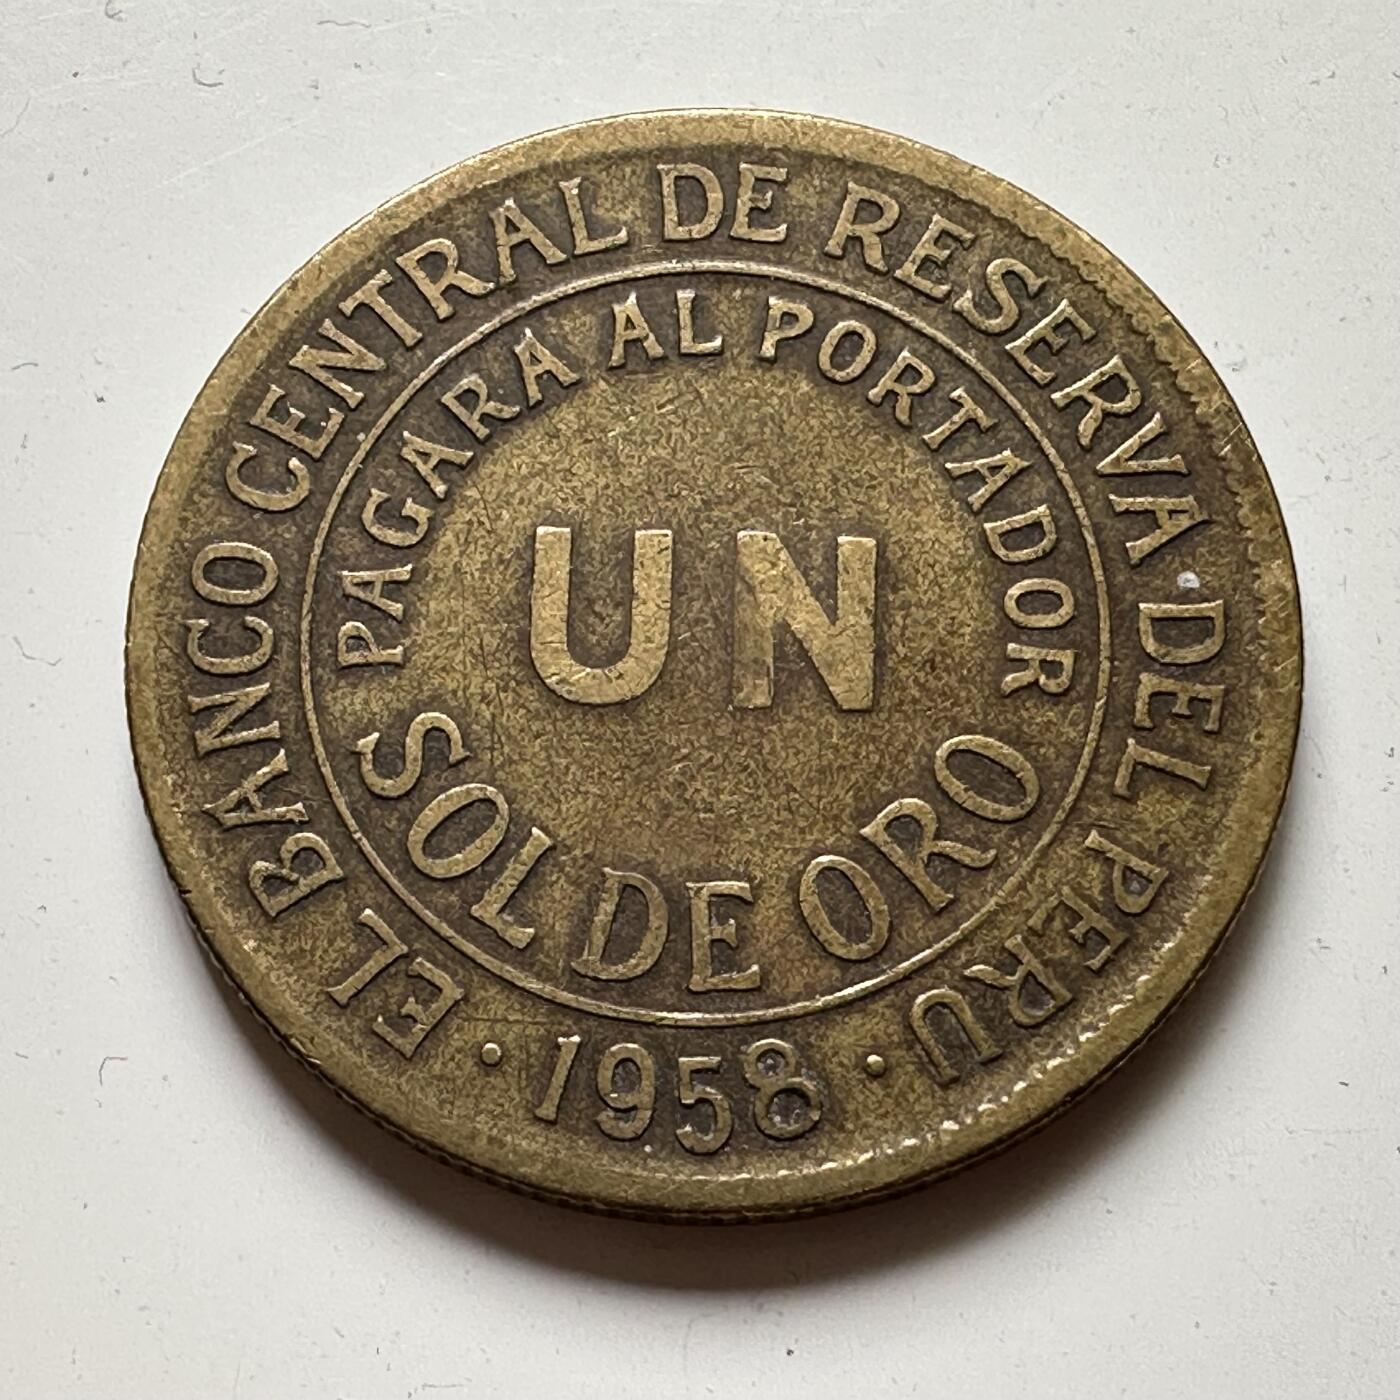 EL BANCO CENTRAL DE RESERVA DEL PERU
PAGARA AL PORTADOR
UN
SOL DE ORO
· 1958 ·